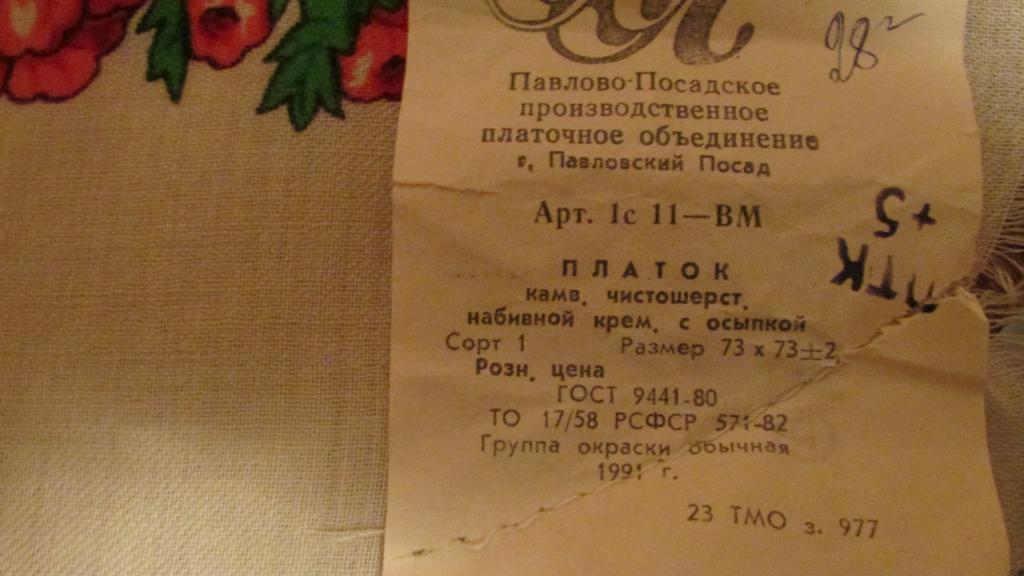 28
Павлово-Посадское
производственное
платочное объединение
г. Павловский Посад
Арт. 1с 11—ВМ
+5
ОТК
ПЛАТОК
камв. чистошерст.
набивной крем. с осыпкой
Сорт 1 Размер 73 х 73±2
Розн. цена
ГОСТ 9441-80
ТО 17/58 РСФСР 571-82
Группа окраски обычная
1991 г.
23 ТМО з. 977